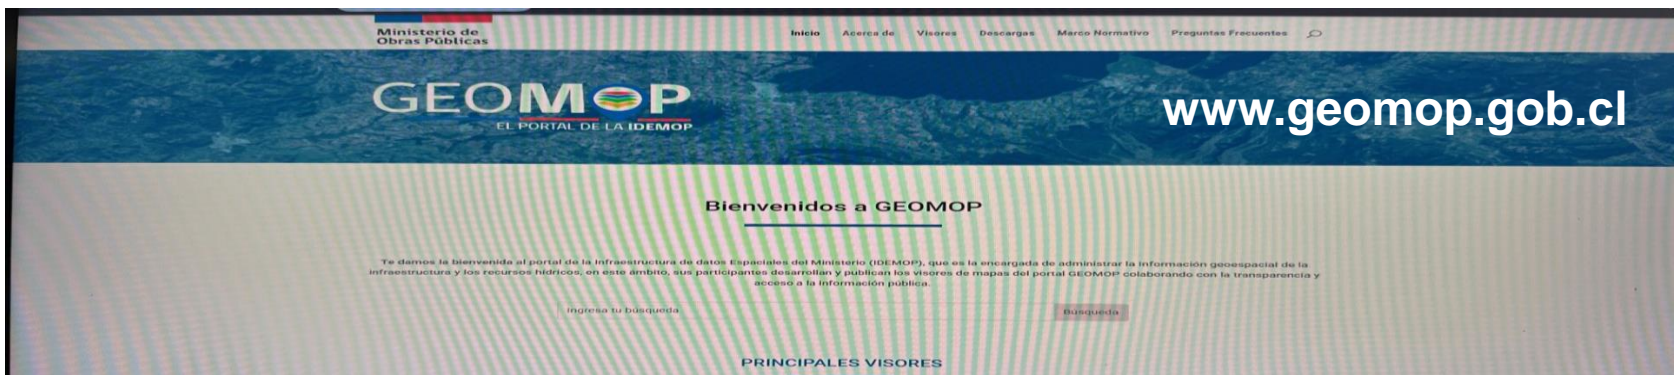 Ministerio de
Obras Públicas
Inicio Acerca de Visores Descargas Marco Normativo Preguntas Frecuentes
GEOMOP
EL PORTAL DE LA IDEMOP
www.geomop.gob.cl
Bienvenidos a GEOMOP
Te damos la bienvenida al portal de la Infraestructura de datos Espaciales del Ministerio (IDEMOP), que es la encargada de administrar la información geoespacial de la
infraestructura y los recursos hídricos, en este ámbito, sus participantes desarrollan y publican los visores de mapas del portal GEOMOP colaborando con la transparencia y
acceso a la información pública.
Ingresa tu búsqueda Búsqueda
PRINCIPALES VISORES